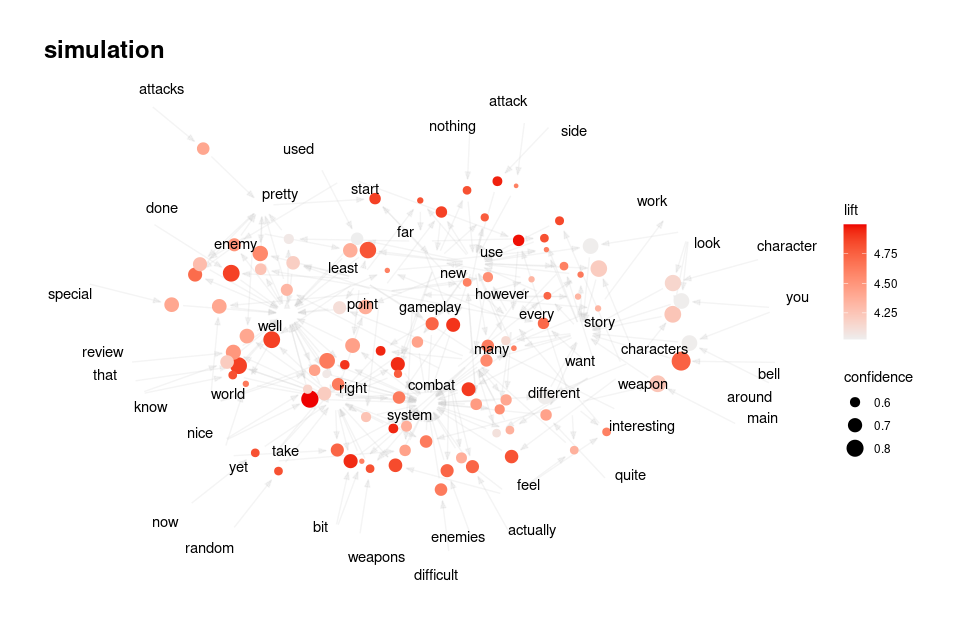 simulation
attacks
attack
nothing
side
used
start
pretty
work
done
lift
far
look
character
enemy
use
4.75
least
new
4.50
special
however
you
point
gameplay
4.25
every
story
well
review
many
characters
want
that
bell
confidence
world
right
combat
weapon
different
around
0.6
know
system
main
interesting
0.7
nice
take
0.8
yet
quite
feel
now
bit
actually
random
enemies
weapons
difficult